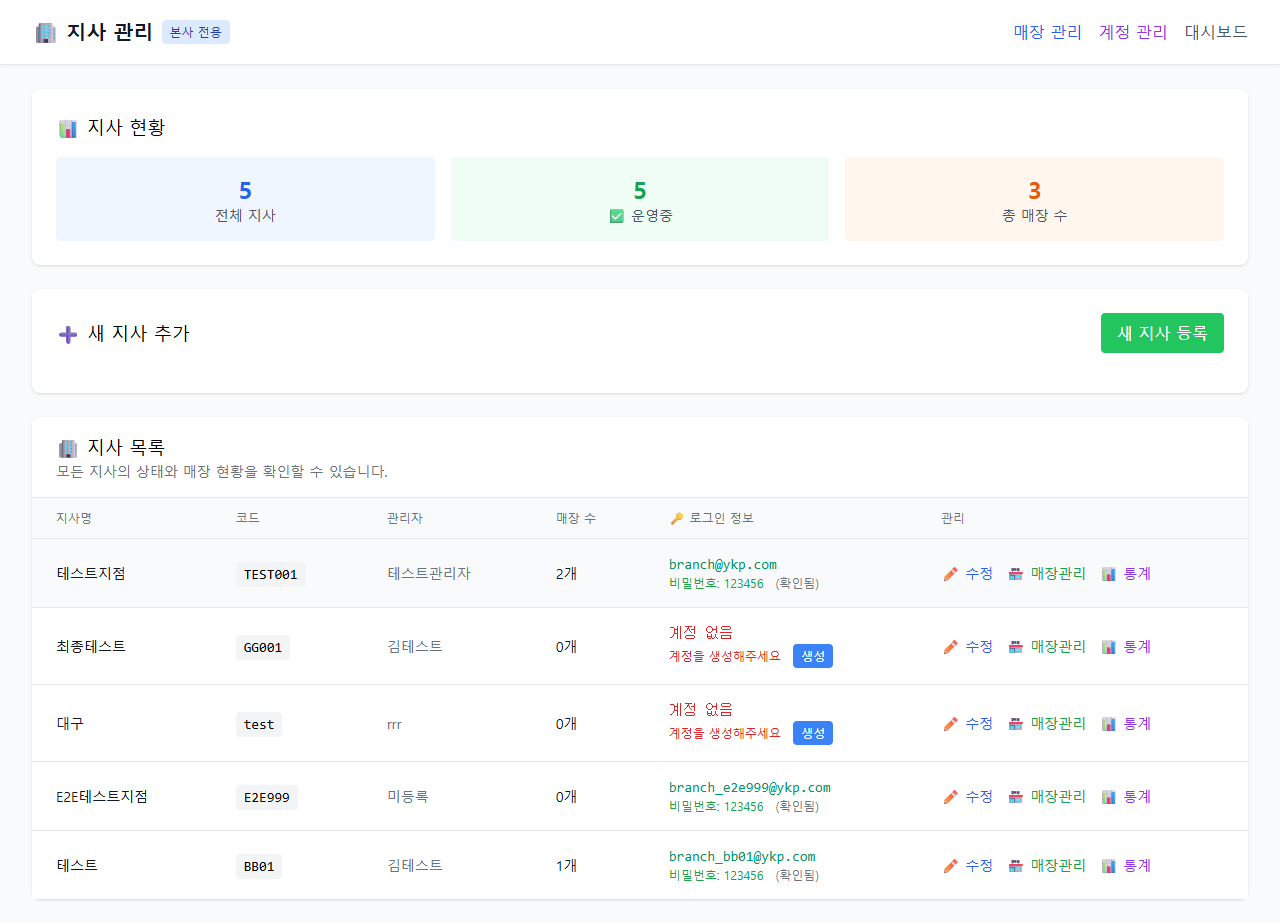 지사 관리 본사 전용
매장 관리 계정 관리 대시보드
지사 현황
5
전체 지사
5
운영중
3
총 매장 수
새 지사 추가
새 지사 등록
지사 목록
모든 지사의 상태와 매장 현황을 확인할 수 있습니다.
지사명 코드 관리자 매장 수 로그인 정보 관리
테스트지점 TEST001 테스트관리자 2개
branch@ykp.com
비밀번호: 123456 (확인됨)
수정 매장관리 통계
최종테스트 GG001 김테스트 0개
계정 없음
계정을 생성해주세요 생성
수정 매장관리 통계
대구 test rrr 0개
계정 없음
계정을 생성해주세요 생성
수정 매장관리 통계
E2E테스트지점 E2E999 미등록 0개
branch_e2e999@ykp.com
비밀번호: 123456 (확인됨)
수정 매장관리 통계
테스트 BB01 김테스트 1개
branch_bb01@ykp.com
비밀번호: 123456 (확인됨)
수정 매장관리 통계